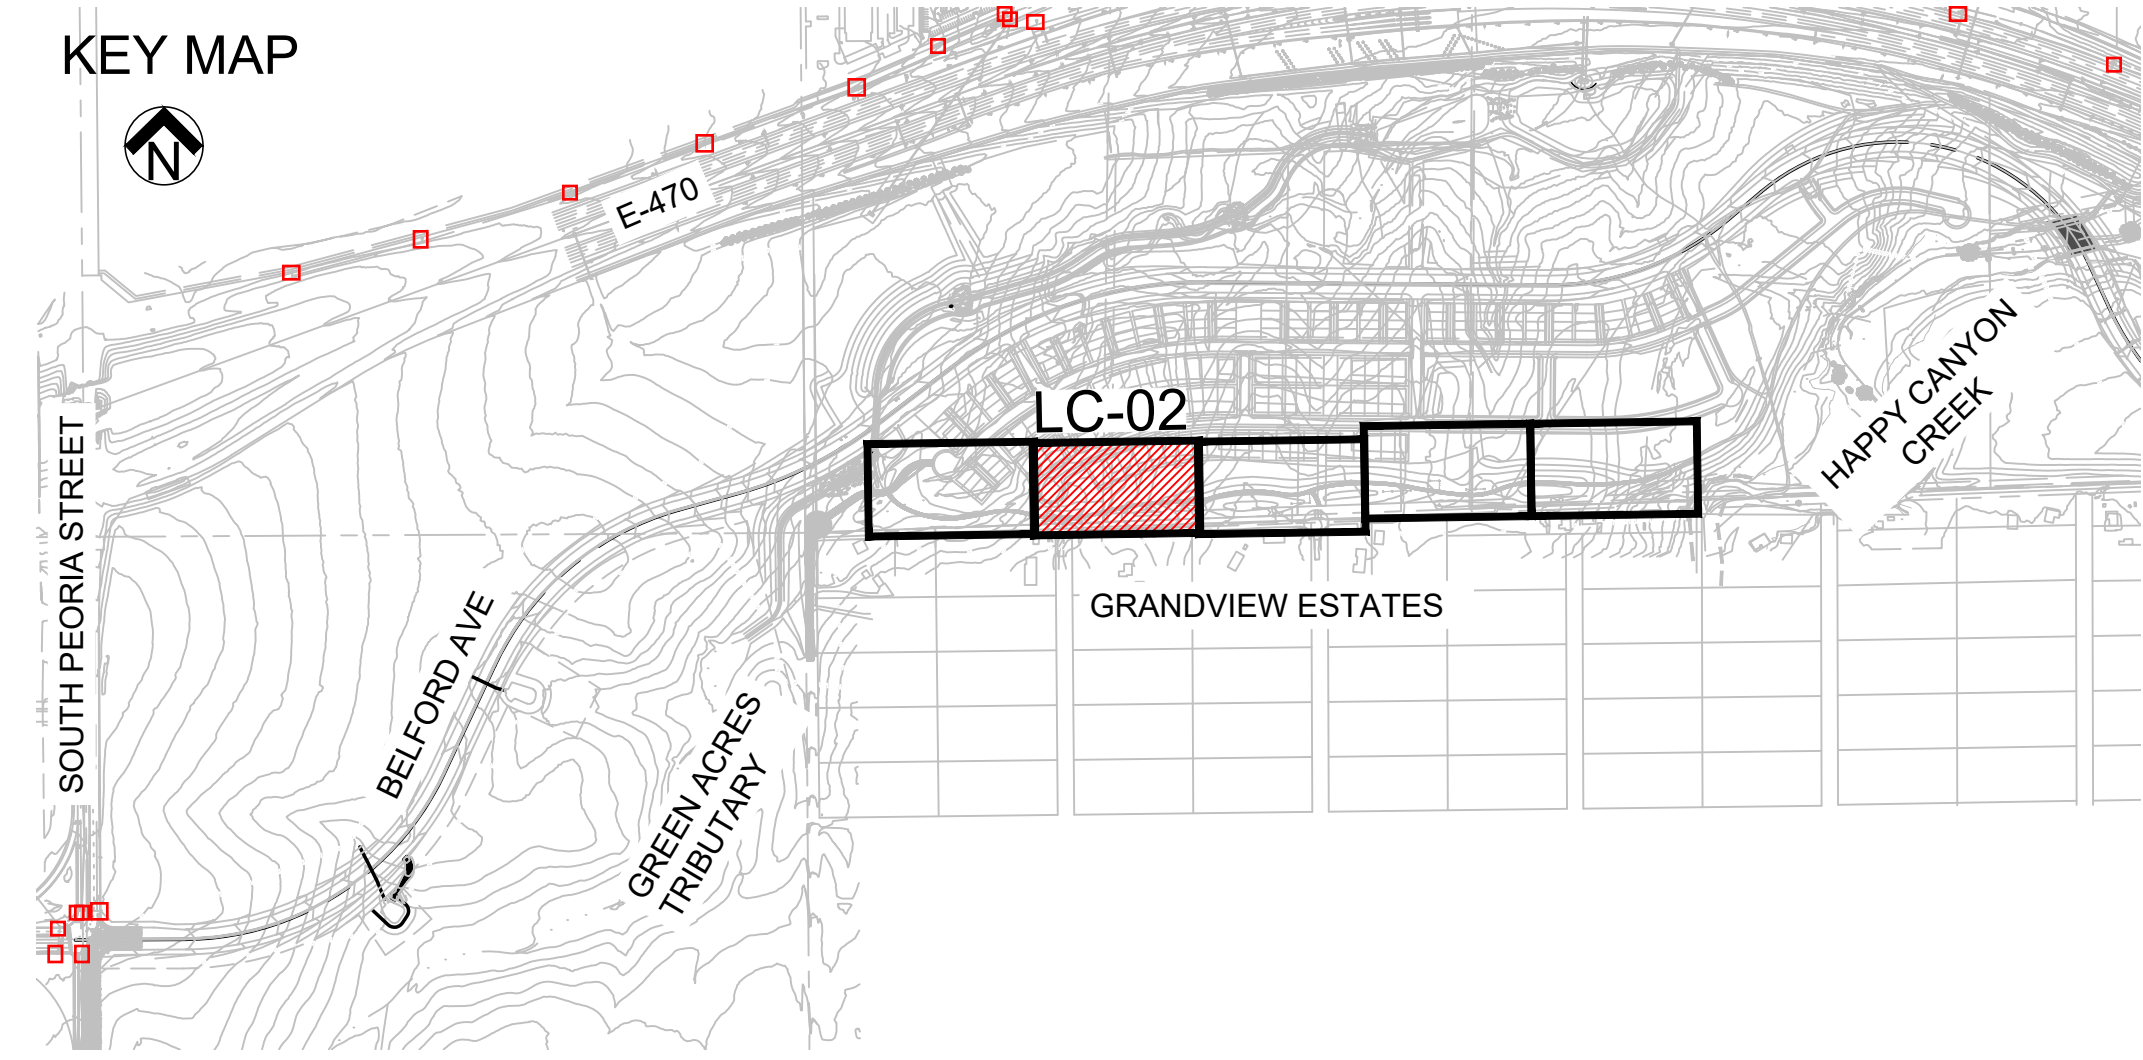 KEY MAP
N
E-470
LC-02
HAPPY CANYON
CREEK
SOUTH PEORIA STREET
BELFORD AVE
GRANDVIEW ESTATES
GREEN ACRES
TRIBUTARY